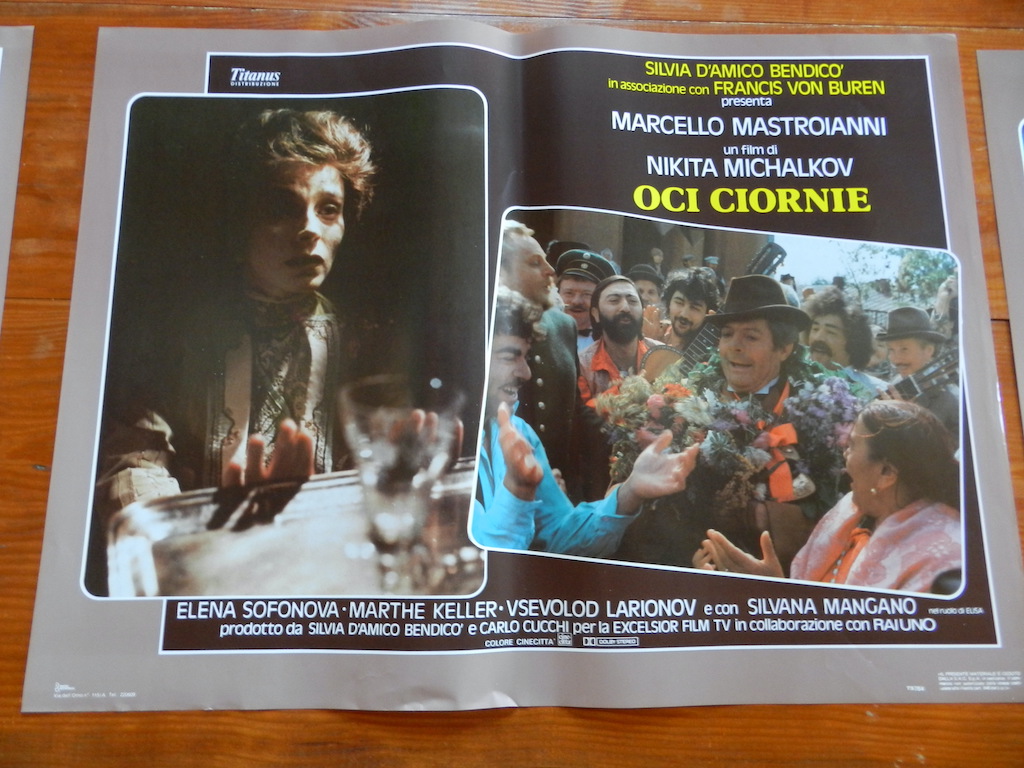 Titanus
DISTRIBUZIONE
SILVIA D'AMICO BENDICO'
in associazione con FRANCIS VON BUREN
presenta
MARCELLO MASTROIANNI
un film di
NIKITA MICHALKOV
OCI CIORNIE
ELENA SOFONOVA · MARTHE KELLER · VSEVOLOD LARIONOV e con SILVANA MANGANO nel ruolo di ELISA
prodotto da SILVIA D'AMICO BENDICO' e CARLO CUCCHI per la EXCELSIOR FILM TV in collaborazione con RAIUNO
COLORE CINECITTA' DOLBY STEREO